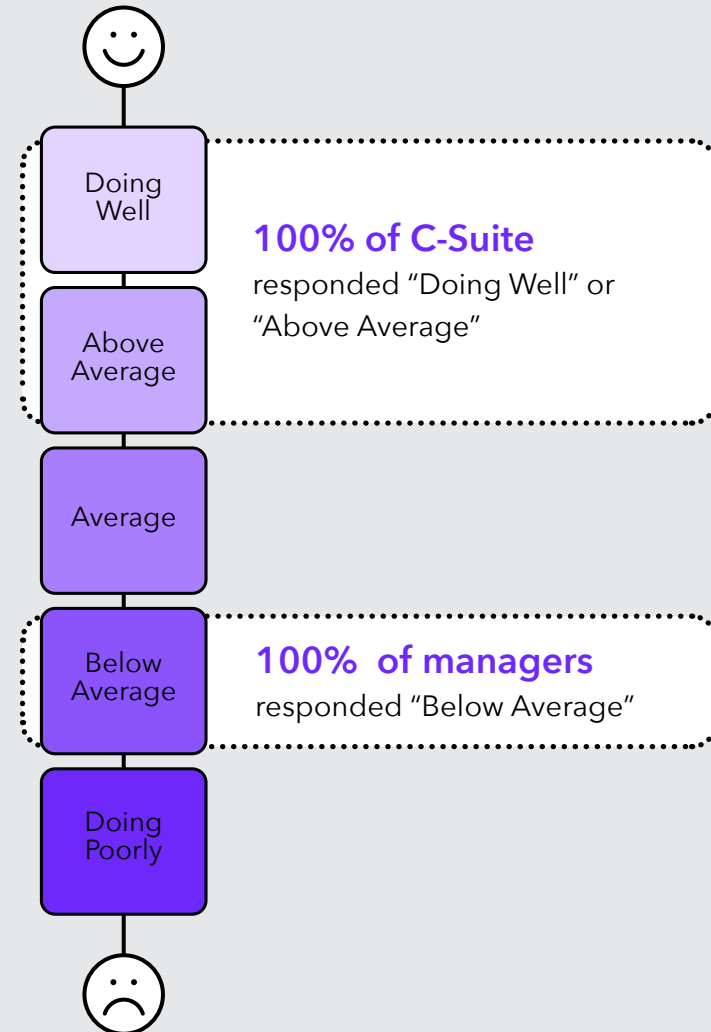 Doing
Well
100% of C-Suite
responded “Doing Well” or
“Above Average”
Above
Average
Average
Below
Average
100%  of managers
responded “Below Average”
Doing
Poorly